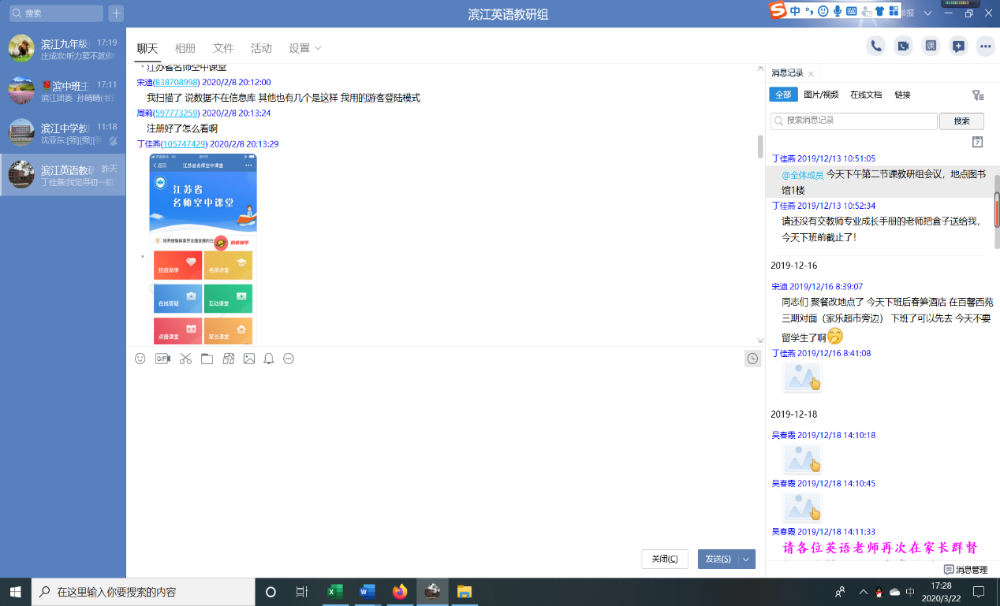 搜索
滨江英语教研组
中
滨江九年级
17:19
庄成欢:听力要不就做
滨中班主
17:11
江团委 孙晴晴(书
滨江中学教
11:18
沈亚东:[强][强][强
滨江英语教研
昨天
丁佳燕:我觉得初一初
聊天
相册
文件
活动
设置
江苏省名师空中课堂
宋迪(838708998) 2020/2/8 20:12:00
我扫描了 说数据不在信息库 其他也有几个是这样 我用的游客登陆模式
周莉(597773259) 2020/2/8 20:13:24
注册好了怎么看啊
丁佳燕(105747429) 2020/2/8 20:13:29
返回
江苏省名师空中课堂
江苏省
名师空中课堂
防疫助学
抗疫助学
名师讲堂
在线答疑
互动课堂
点播课堂
家长课堂
GIF
关闭(C)
发送(S)
课
消息记录
全部
图片/视频
在线文档
链接
搜索消息记录
搜索
7
丁佳燕 2019/12/13 10:51:05
@全体成员 今天下午第二节课教研组会议，地点图书
馆1楼
丁佳燕 2019/12/13 10:52:34
请还没有交教师专业成长手册的老师把盒子送给我，
今天下班前截止了！
2019-12-16
宋迪 2019/12/16 8:39:07
同志们 聚餐改地点了 今天下班后春笋酒店 在百馨西苑
三期对面（家乐超市旁边） 下班了可以先去 今天不要
留学生了啊
丁佳燕 2019/12/16 8:41:08
2019-12-18
吴春霞 2019/12/18 14:10:18
吴春霞 2019/12/18 14:10:45
吴春霞 2019/12/18 14:11:33
请各位英语老师再次在家长群督
消息管理
在这里输入你要搜索的内容
中
17:28
2020/3/22